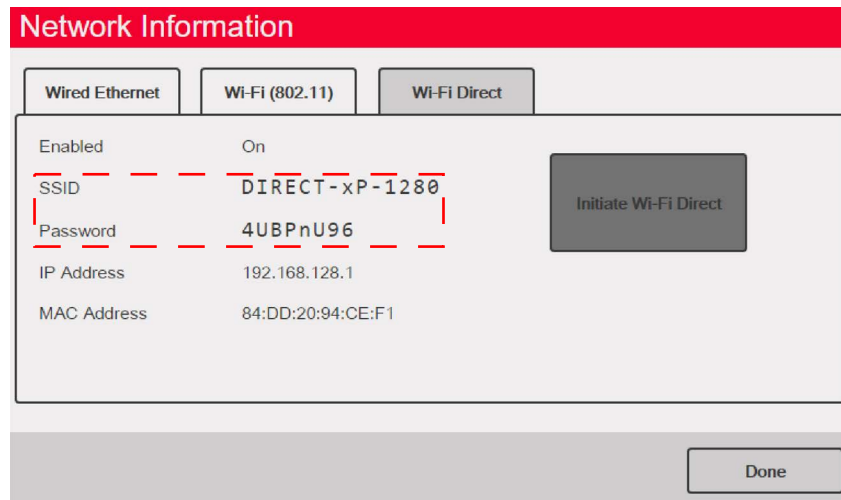 Network Information
Wired Ethernet Wi-Fi (802.11) Wi-Fi Direct
Enabled On
SSID DIRECT-xP-1280
Initiate Wi-Fi Direct
Password 4UBPnU96
IP Address 192.168.128.1
MAC Address 84:DD:20:94:CE:F1
Done